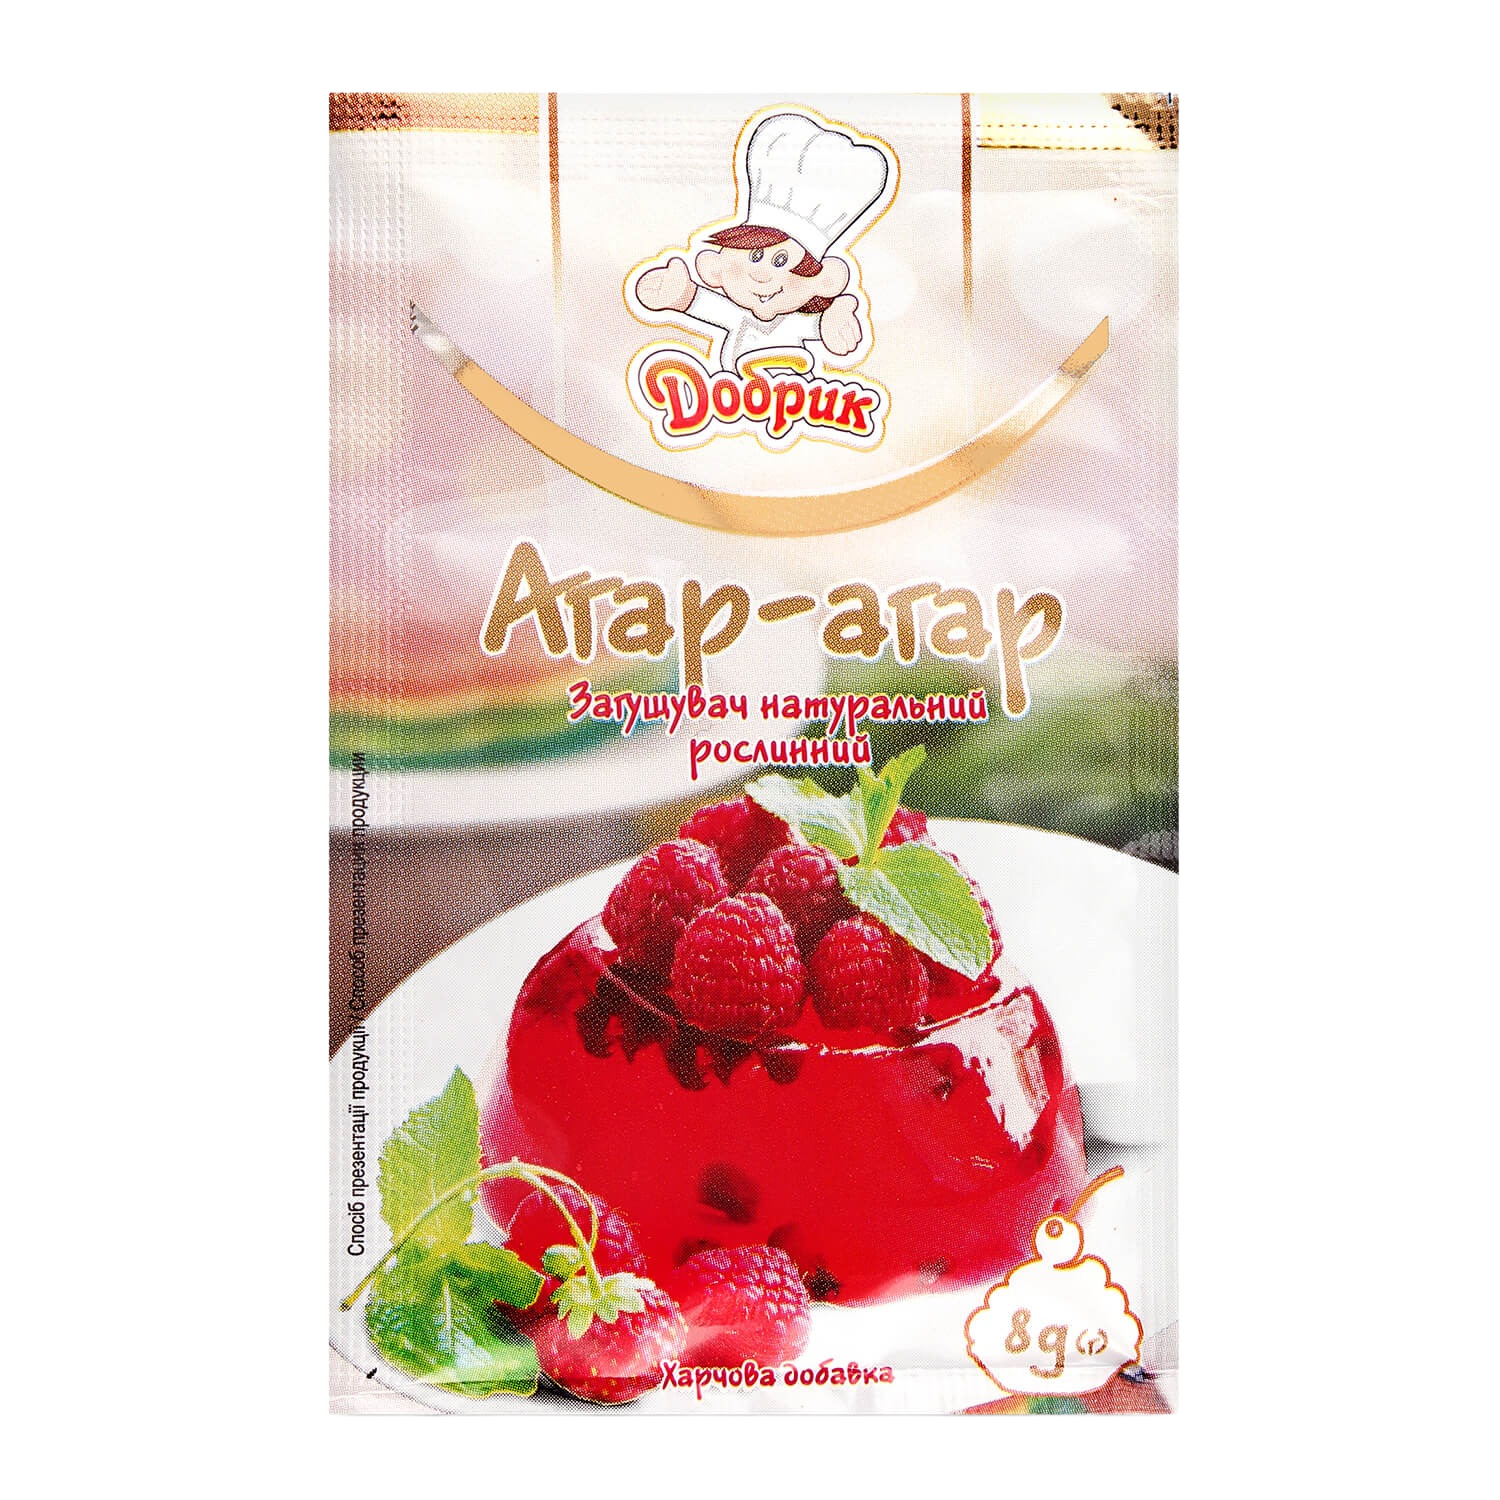 Добрик
Агар-агар
Загущувач натуральний
рослинний
Спосіб презентації продукції / Способ презентации продукции
8g(г)
Харчова добавка